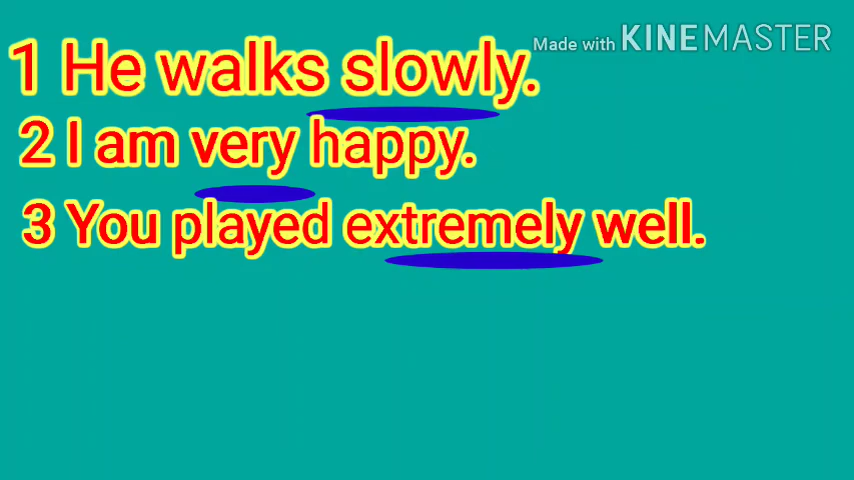 Made with KINEMASTER
1 He walks slowly.
2 I am very happy.
3 You played extremely well.